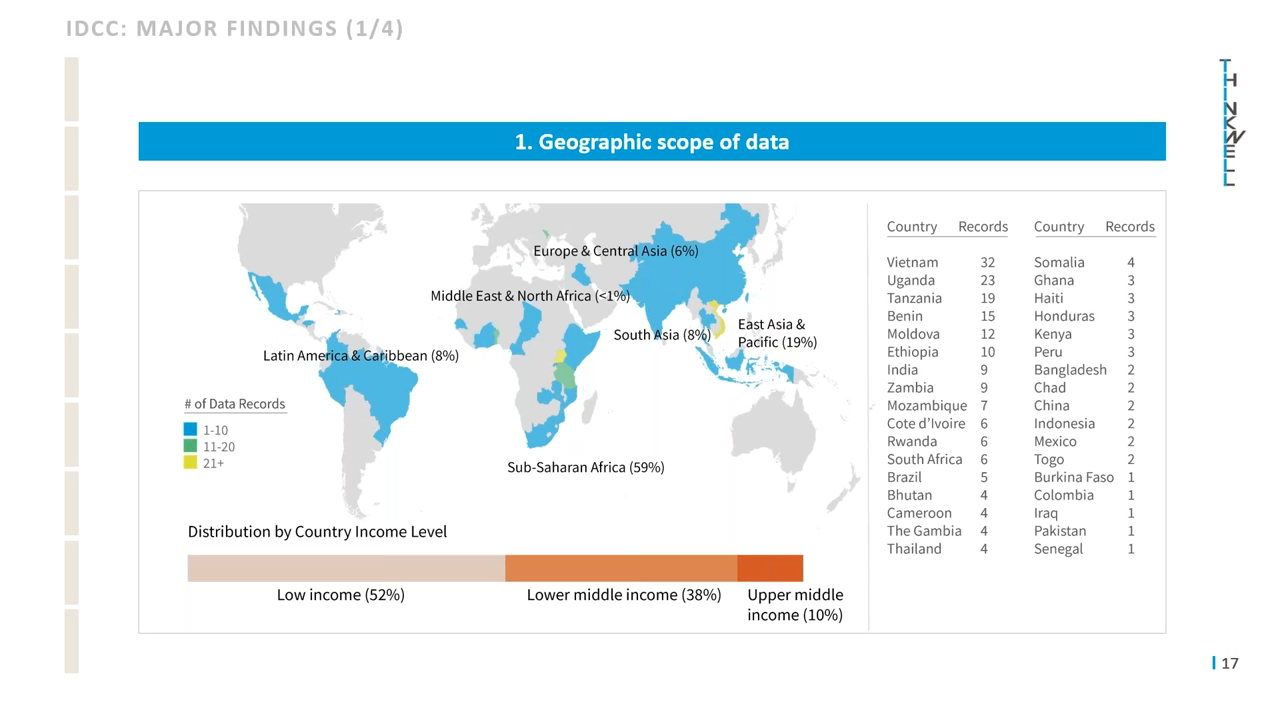 IDCC: MAJOR FINDINGS (1/4)
THINKWELL
1. Geographic scope of data
Europe & Central Asia (6%)
Middle East & North Africa (<1%)
South Asia (8%)
East Asia &
Pacific (19%)
Latin America & Caribbean (8%)
Sub-Saharan Africa (59%)
# of Data Records
1-10
11-20
21+
Distribution by Country Income Level
Low income (52%)
Lower middle income (38%)
Upper middle
income (10%)
Country Records Country Records
Vietnam 32 Somalia 4
Uganda 23 Ghana 3
Tanzania 19 Haiti 3
Benin 15 Honduras 3
Moldova 12 Kenya 3
Ethiopia 10 Peru 3
India 9 Bangladesh 2
Zambia 9 Chad 2
Mozambique 7 China 2
Cote d'Ivoire 6 Indonesia 2
Rwanda 6 Mexico 2
South Africa 6 Togo 2
Brazil 5 Burkina Faso 1
Bhutan 4 Colombia 1
Cameroon 4 Iraq 1
The Gambia 4 Pakistan 1
Thailand 4 Senegal 1
17